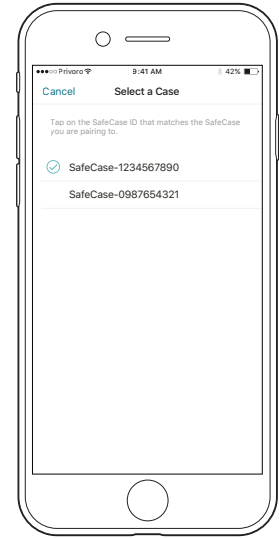 Privoro 9:41 AM 42%
Cancel Select a Case
Tap on the SafeCase ID that matches the SafeCase
you are pairing to.
SafeCase-1234567890
SafeCase-0987654321